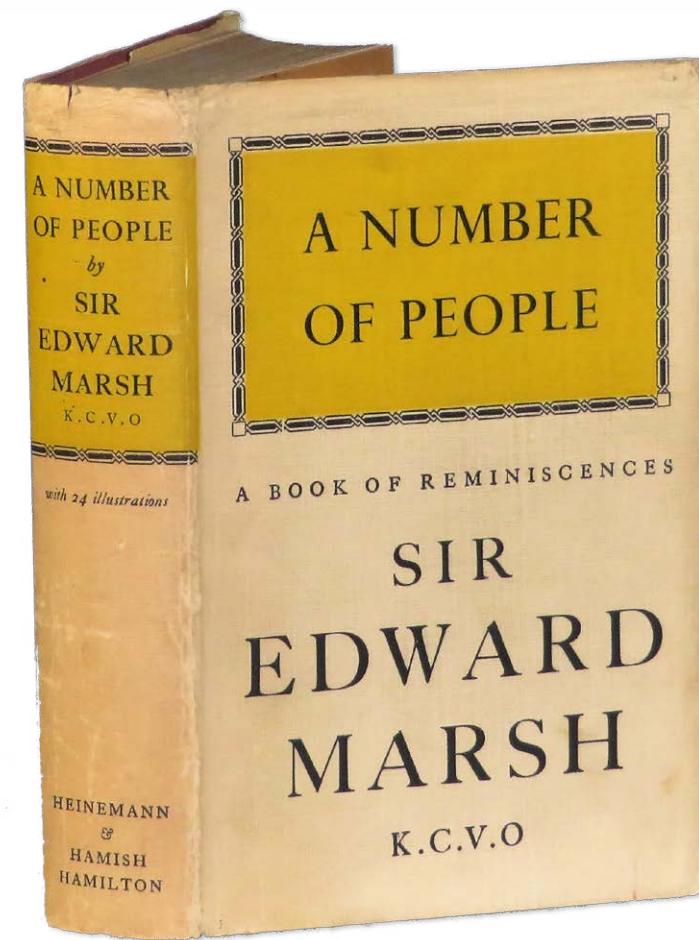 A NUMBER
OF PEOPLE
by
SIR
EDWARD
MARSH
K.C.V.O
with 24 illustrations
HEINEMANN
&
HAMISH
HAMILTON
A NUMBER
OF PEOPLE
A BOOK OF REMINISCENCES
SIR
EDWARD
MARSH
K.C.V.O